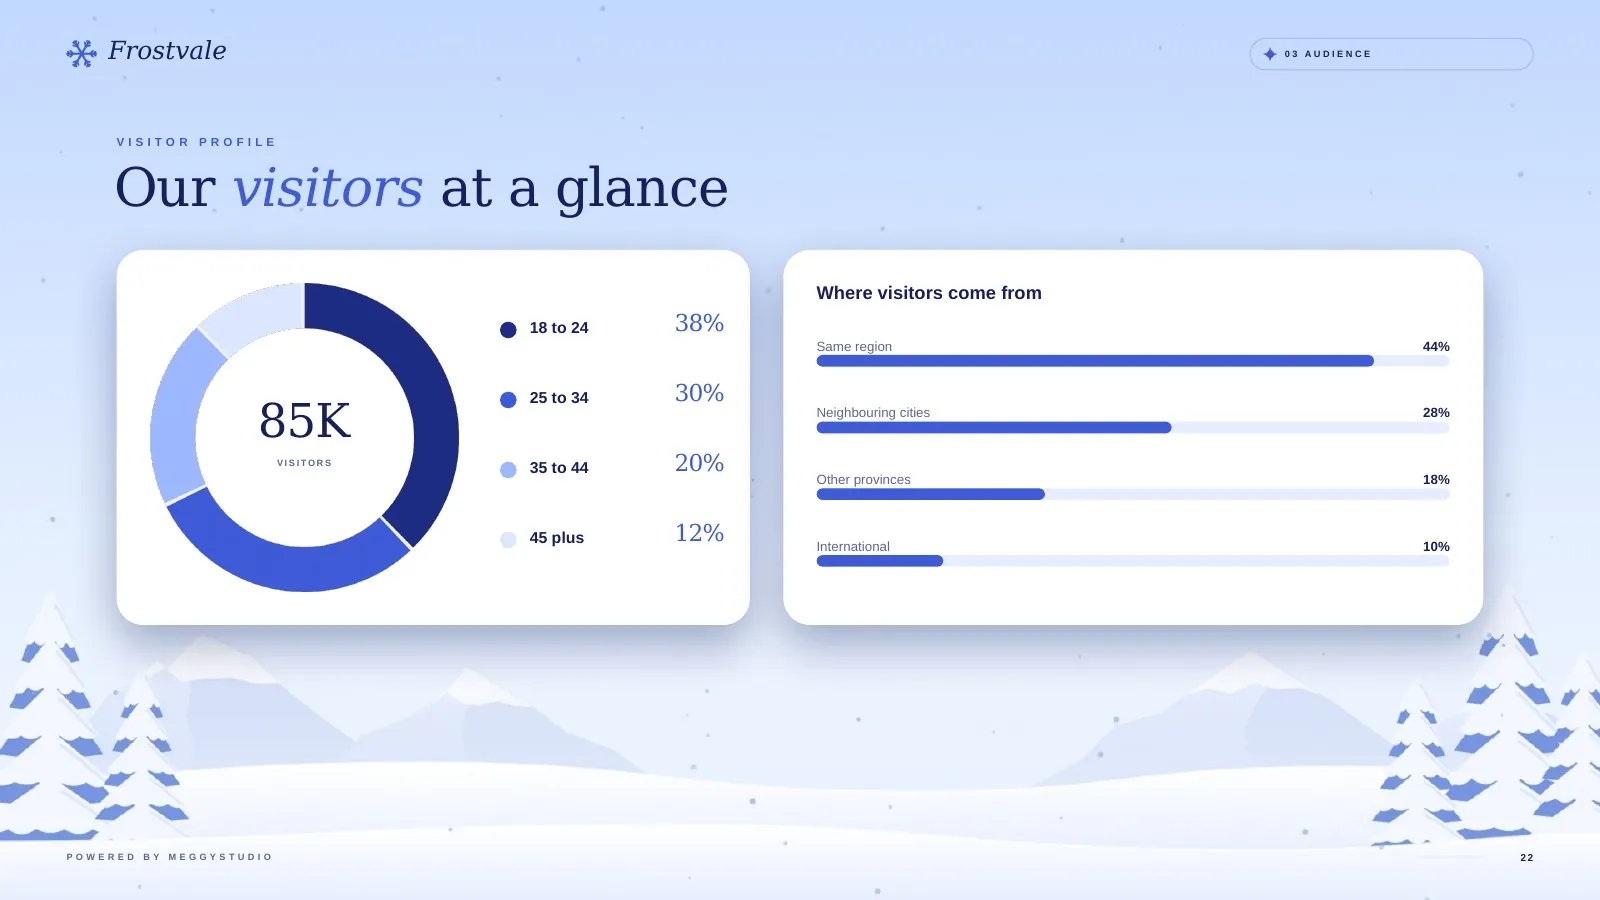 Frostvale
03 AUDIENCE
VISITOR PROFILE
Our visitors at a glance
85K
VISITORS
18 to 24 38%
25 to 34 30%
35 to 44 20%
45 plus 12%
Where visitors come from
Same region 44%
Neighbouring cities 28%
Other provinces 18%
International 10%
POWERED BY MEGGYSTUDIO
22